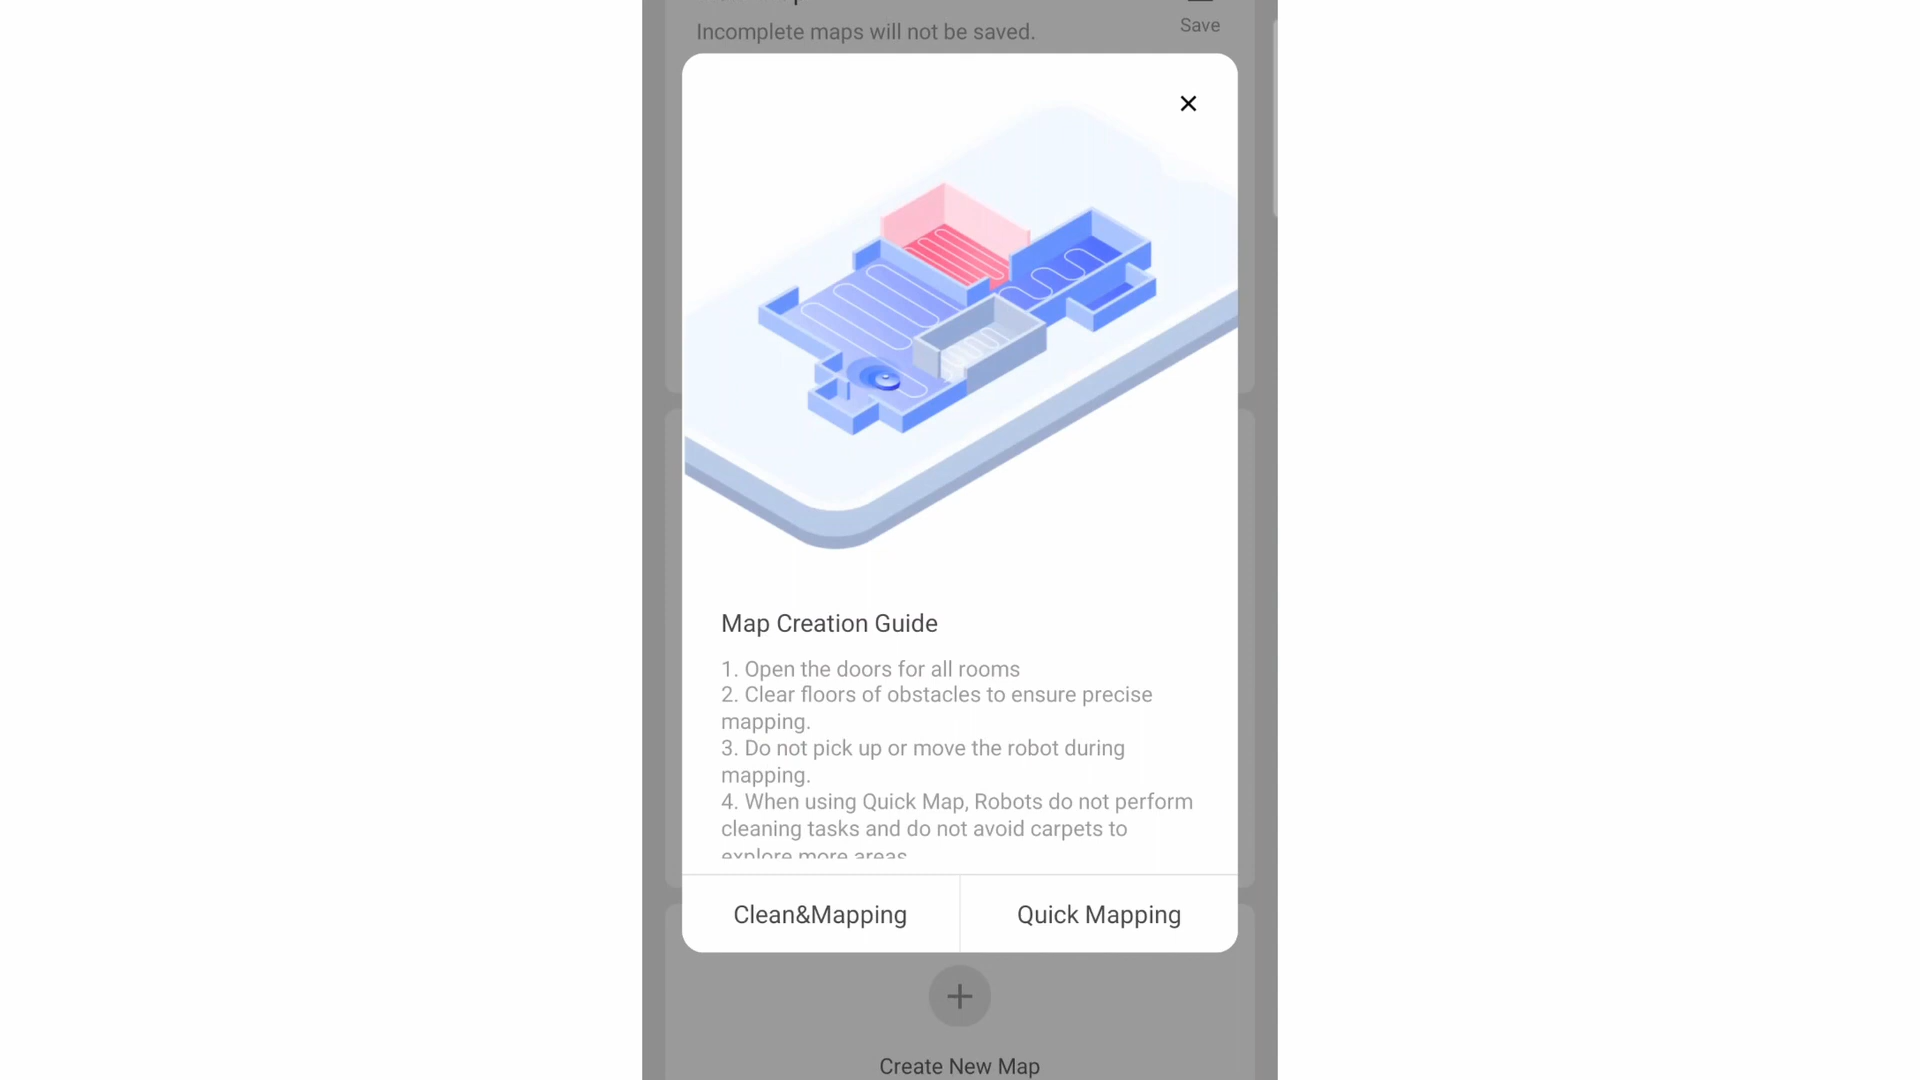 Incomplete maps will not be saved.
Save
Map Creation Guide
1. Open the doors for all rooms
2. Clear floors of obstacles to ensure precise
mapping.
3. Do not pick up or move the robot during
mapping.
4. When using Quick Map, Robots do not perform
cleaning tasks and do not avoid carpets to
explore more areas
Clean&Mapping
Quick Mapping
Create New Map